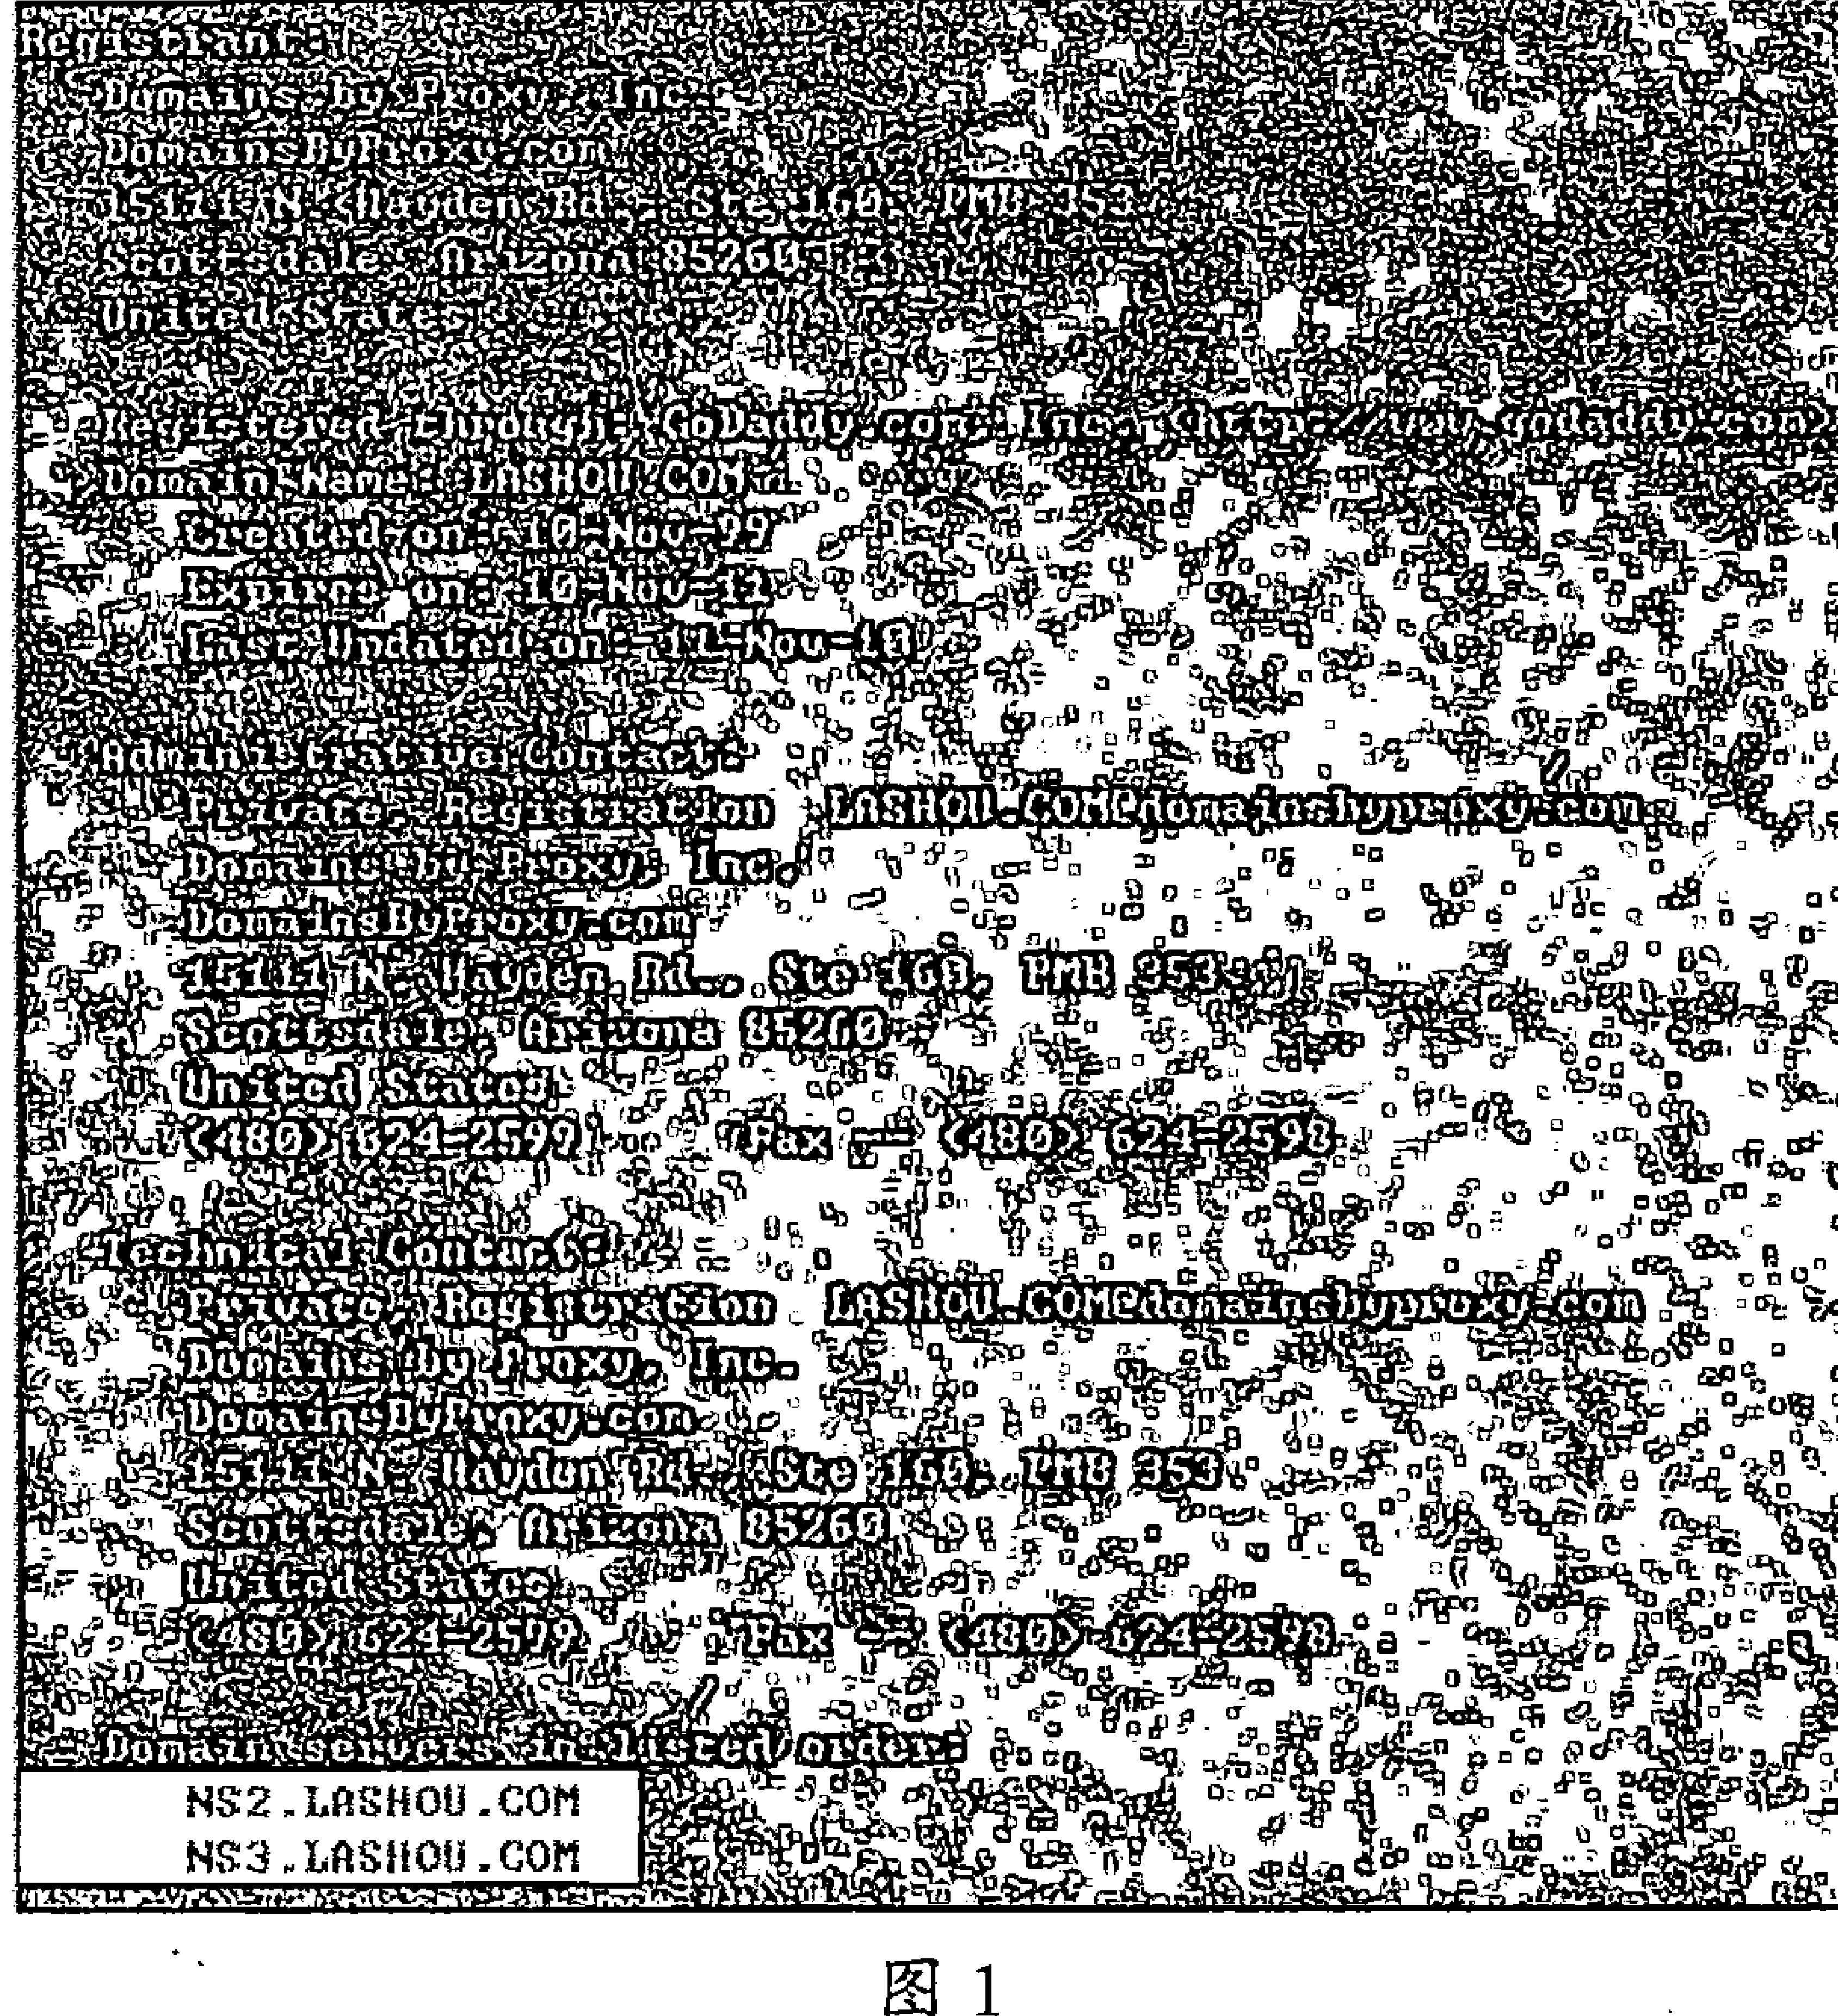 Registrant:
Domains by Proxy, Inc.
DomainsByProxy.com
15111 N. Hayden Rd., Ste 160, PMB 353
Scottsdale, Arizona 85260
United States
Registered through: GoDaddy.com, Inc. (http://www.godaddy.com)
Domain Name: LASHOU.COM
Created on: 10-Nov-99
Expires on: 10-Nov-12
Last Updated on: 11-Nov-10
Administrative Contact:
Private, Registration LASHOU.COM@domainsbyproxy.com
Domains by Proxy, Inc.
DomainsByProxy.com
15111 N. Hayden Rd., Ste 160, PMB 353
Scottsdale, Arizona 85260
United States
(480) 624-2599 Fax -- (480) 624-2598
Technical Contact:
Private, Registration LASHOU.COM@domainsbyproxy.com
Domains by Proxy, Inc.
DomainsByProxy.com
15111 N. Hayden Rd., Ste 160, PMB 353
Scottsdale, Arizona 85260
United States
(480) 624-2599 Fax -- (480) 624-2598
Domain servers in listed order:
NS2.LASHOU.COM
NS3.LASHOU.COM
图 1